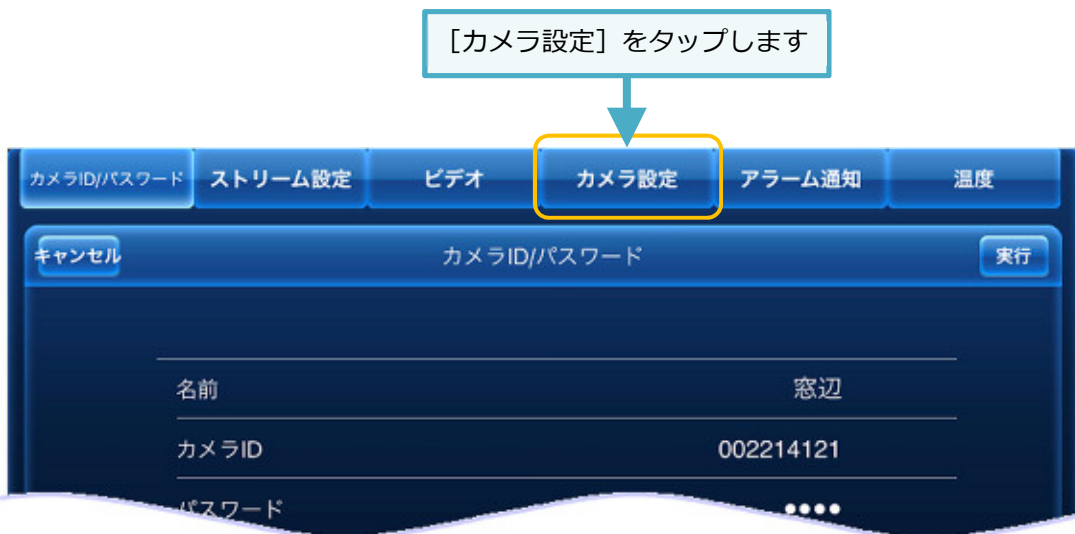 ［カメラ設定］をタップします
カメラID/パスワード ストリーム設定 ビデオ カメラ設定 アラーム通知 温度
キャンセル カメラID/パスワード 実行
名前 窓辺
カメラID 002214121
パスワード ••••